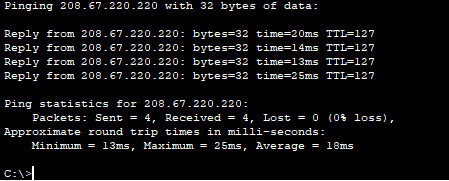 Pinging 208.67.220.220 with 32 bytes of data:
Reply from 208.67.220.220: bytes=32 time=20ms TTL=127
Reply from 208.67.220.220: bytes=32 time=14ms TTL=127
Reply from 208.67.220.220: bytes=32 time=13ms TTL=127
Reply from 208.67.220.220: bytes=32 time=25ms TTL=127
Ping statistics for 208.67.220.220:
Packets: Sent = 4, Received = 4, Lost = 0 (0% loss),
Approximate round trip times in milli-seconds:
Minimum = 13ms, Maximum = 25ms, Average = 18ms
C:\>